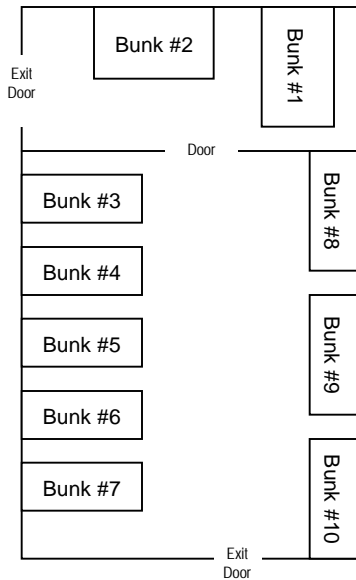 Bunk #2
Bunk #1
Exit
Door
Door
Bunk #3
Bunk #8
Bunk #4
Bunk #5
Bunk #9
Bunk #6
Bunk #7
Bunk #10
Exit
Door